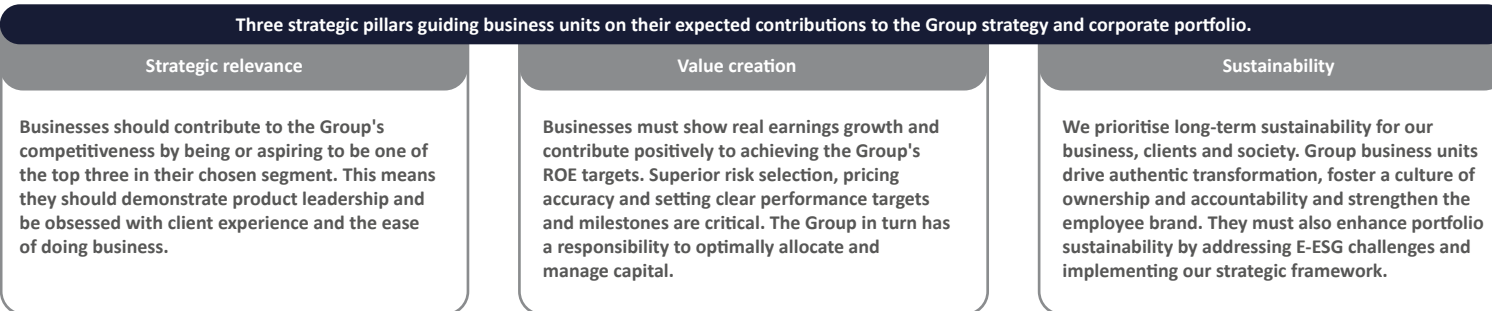 Three strategic pillars guiding business units on their expected contributions to the Group strategy and corporate portfolio.
Strategic relevance
Businesses should contribute to the Group's
competitiveness by being or aspiring to be one of
the top three in their chosen segment. This means
they should demonstrate product leadership and
be obsessed with client experience and the ease
of doing business.
Value creation
Businesses must show real earnings growth and
contribute positively to achieving the Group's
ROE targets. Superior risk selection, pricing
accuracy and setting clear performance targets
and milestones are critical. The Group in turn has
a responsibility to optimally allocate and
manage capital.
Sustainability
We prioritise long-term sustainability for our
business, clients and society. Group business units
drive authentic transformation, foster a culture of
ownership and accountability and strengthen the
employee brand. They must also enhance portfolio
sustainability by addressing E-ESG challenges and
implementing our strategic framework.